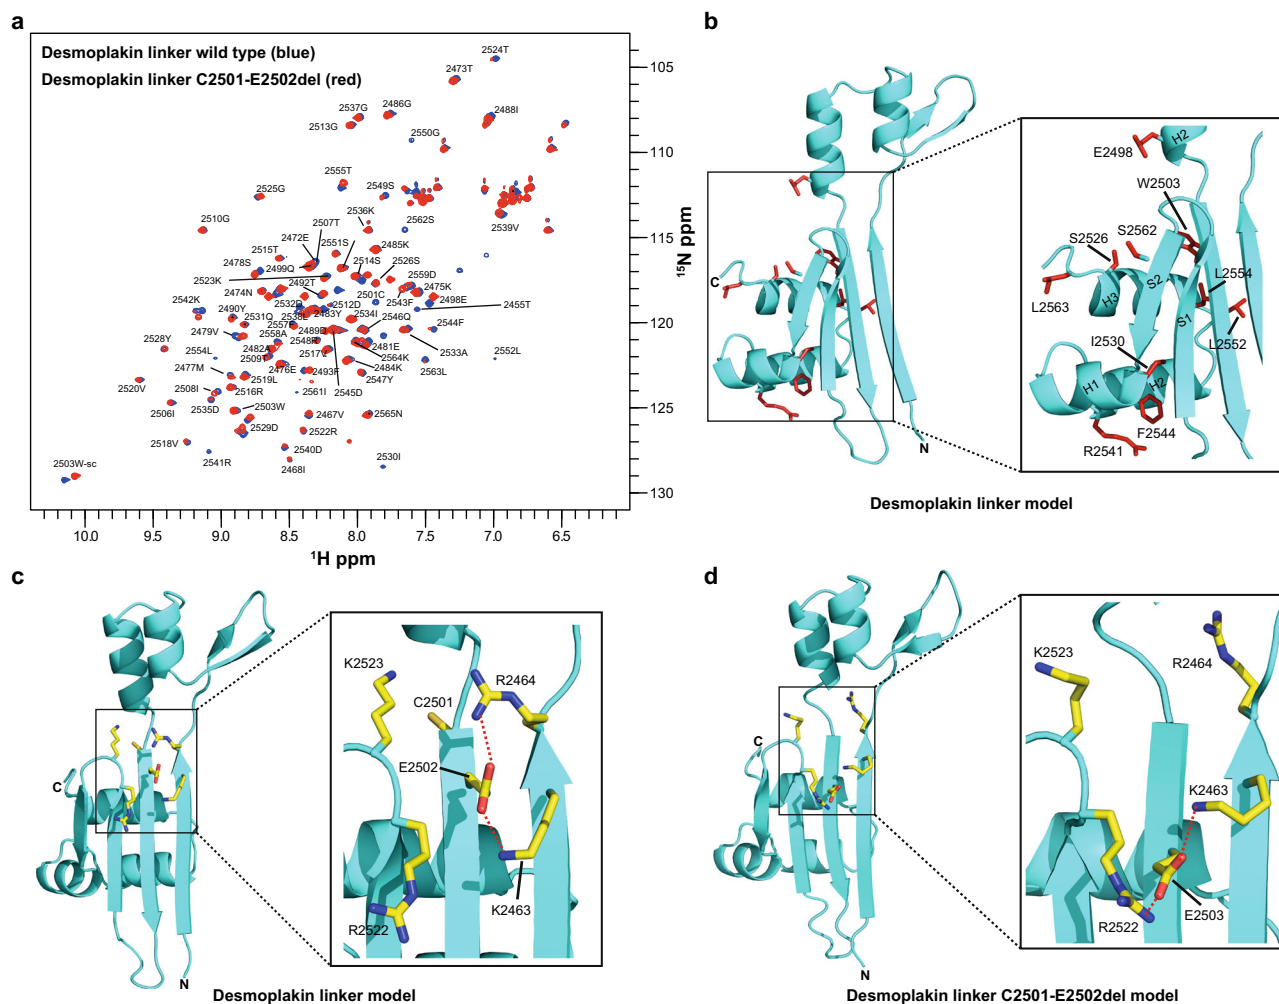 a
Desmoplakin linker wild type (blue)
Desmoplakin linker C2501-E2502del (red)
2524T
2473T
2537G
2486G
2488I
2513G
2550G
2555T
2549S
2525G
2536K
2562S
2507T
2539V
2510G
2551S
2472E
2515T
2485K
2499Q
2514S
2526S
2478S
2559D
2523K
2475K
2492T
2501C
2474N
2543F
2498E
2542K
2532D
2512D
2455T
2490Y
2538E
2483Y
2534I
2531Q
2546Q
2557F
2489D
2544F
2479V
2558A
2548R
2528Y
2482A
2481E
2533A
2554L
2509T
2517V
2564K
2552L
2484K
2563L
2477M
2476E
2493F
2547Y
2520V
2519L
2508I
2516R
2561I
2545D
2506I
2535D
2503W
2467V
2565N
2529D
2522R
2518V
2540D
2541R
2468I
2530I
2503W-sc
105
110
115
120
125
130
15N ppm
10.0 9.5 9.0 8.5 8.0 7.5 7.0 6.5
1H ppm
b
E2498
H2
W2503
S2562
S2526
L2554
S2
H3
S1
L2563
L2552
I2530
H1
H2
F2544
R2541
C
N
Desmoplakin linker model
c
K2523
R2464
C2501
E2502
K2463
R2522
C
N
Desmoplakin linker model
d
K2523
R2464
K2463
E2503
R2522
C
N
Desmoplakin linker C2501-E2502del model